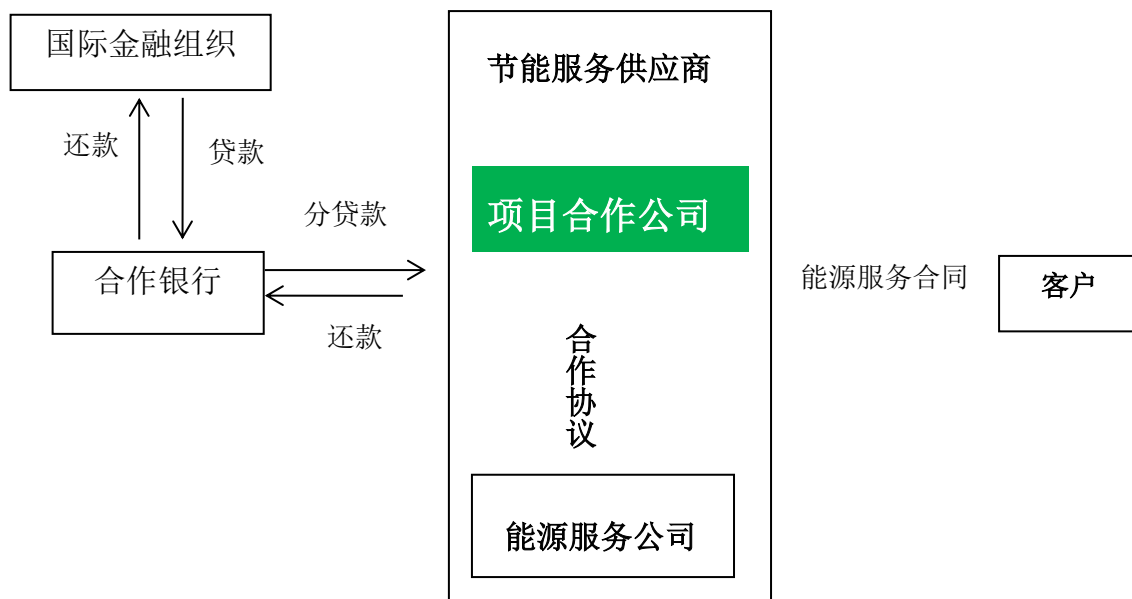 国际金融组织
还款
贷款
合作银行
分贷款
还款
节能服务供应商
项目合作公司
合作协议
能源服务公司
能源服务合同
客户